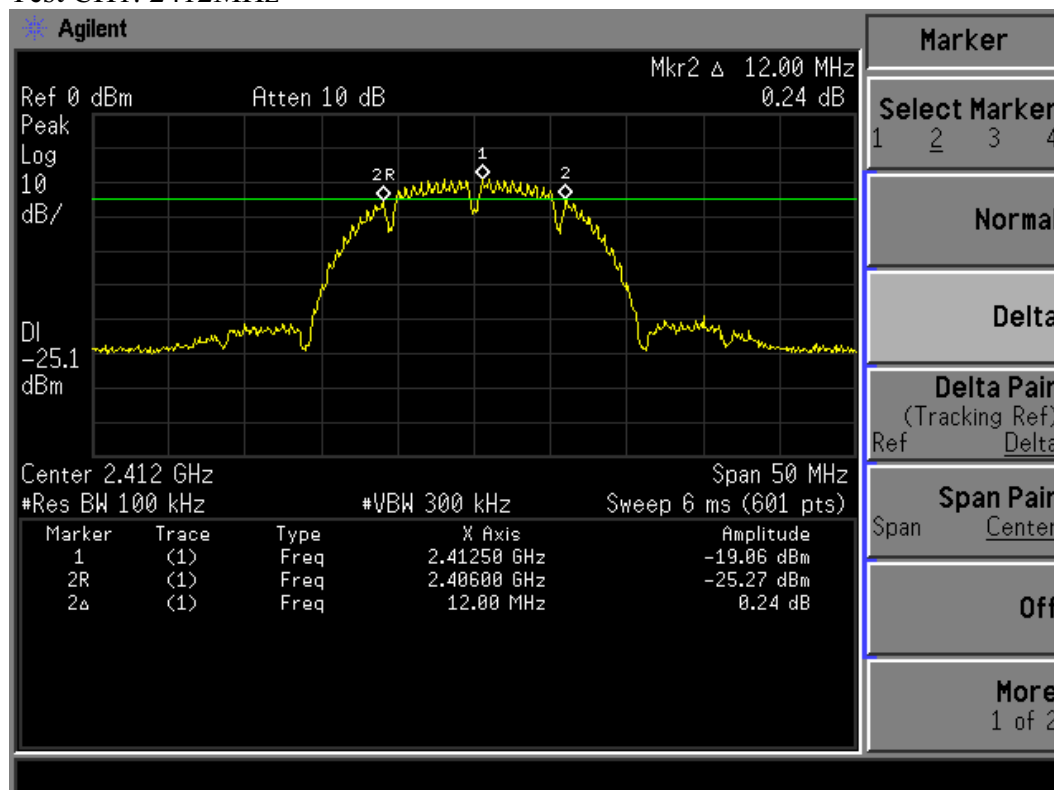 Agilent
Mkr2 Δ 12.00 MHz
Ref 0 dBm Atten 10 dB 0.24 dB
Peak
Log
10
dB/
DI
-25.1
dBm
2R
1
2
Center 2.412 GHz Span 50 MHz
#Res BW 100 kHz #VBW 300 kHz Sweep 6 ms (601 pts)
Marker Trace Type X Axis Amplitude
1 (1) Freq 2.41250 GHz -19.06 dBm
2R (1) Freq 2.40600 GHz -25.27 dBm
2Δ (1) Freq 12.00 MHz 0.24 dB
Marker
Select Marker
1 2 3 4
Normal
Delta
Delta Pair
(Tracking Ref)
Ref Delta
Span Pair
Span Center
Off
More
1 of 2